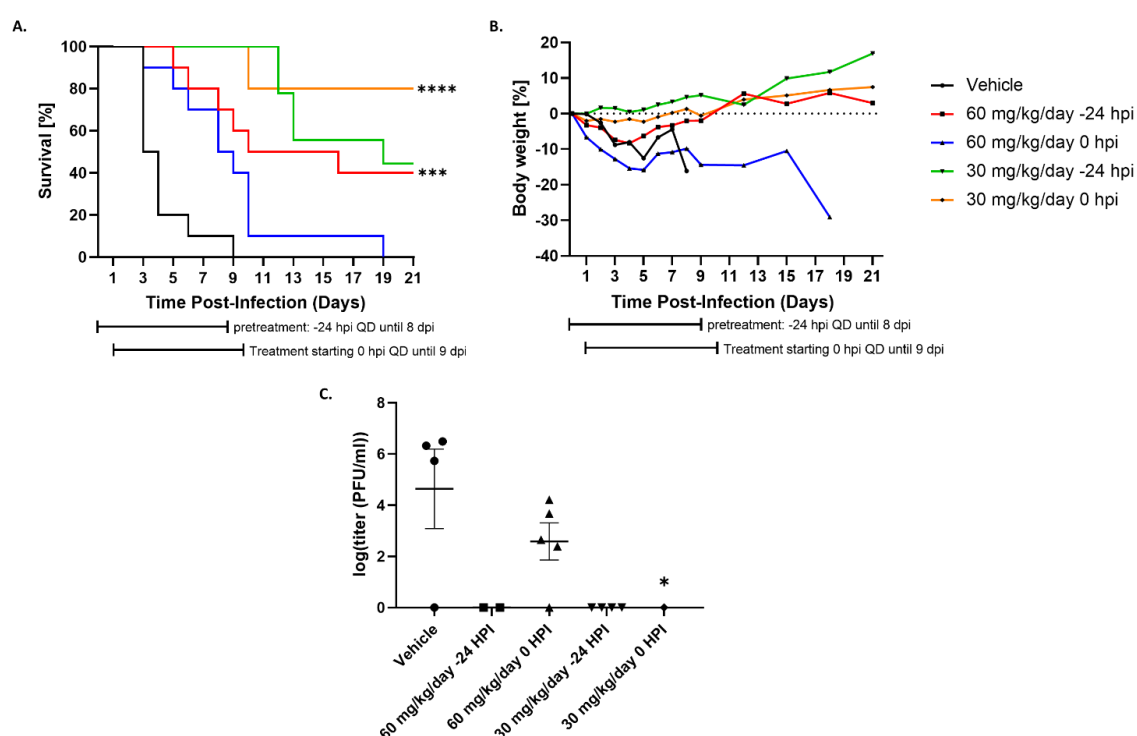 A.
100
80
60
40
20
0
Survival [%]
****
***
1 3 5 7 9 11 13 15 17 19 21
Time Post-Infection (Days)
pretreatment: -24 hpi QD until 8 dpi
Treatment starting 0 hpi QD until 9 dpi
B.
20
10
0
-10
-20
-30
-40
Body weight [%]
1 3 5 7 9 11 13 15 17 19 21
Time Post-Infection (Days)
pretreatment: -24 hpi QD until 8 dpi
Treatment starting 0 hpi QD until 9 dpi
Vehicle
60 mg/kg/day -24 hpi
60 mg/kg/day 0 hpi
30 mg/kg/day -24 hpi
30 mg/kg/day 0 hpi
C.
8
6
4
2
0
log(titer (PFU/ml))
*
Vehicle
60 mg/kg/day -24 HPI
60 mg/kg/day 0 HPI
30 mg/kg/day -24 HPI
30 mg/kg/day 0 HPI